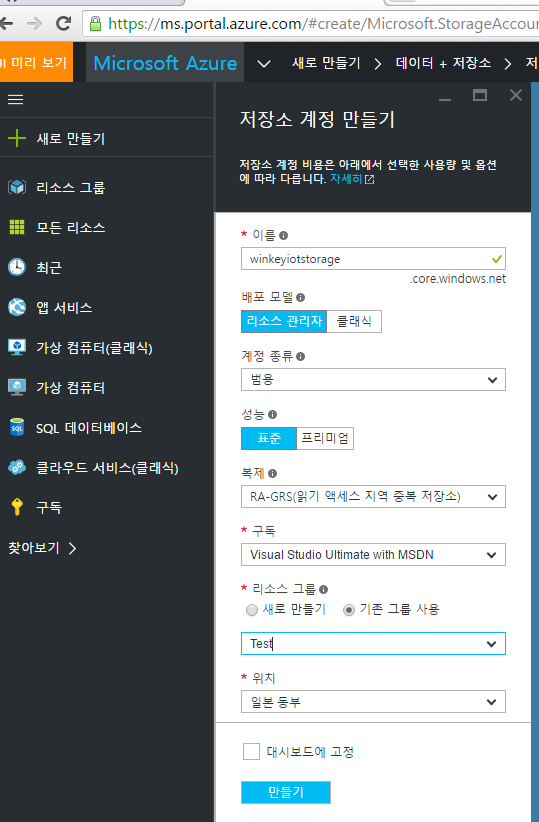 https://ms.portal.azure.com/#create/Microsoft.StorageAccou
미리 보기
Microsoft Azure
새로 만들기
데이터 + 저장소
저
새로 만들기
리소스 그룹
모든 리소스
최근
앱 서비스
가상 컴퓨터(클래식)
가상 컴퓨터
SQL 데이터베이스
클라우드 서비스(클래식)
구독
찾아보기
저장소 계정 만들기
저장소 계정 비용은 아래에서 선택한 사용량 및 옵션
에 따라 다릅니다. 자세히
* 이름
winkeyiotstorage
.core.windows.net
배포 모델
리소스 관리자 클래식
계정 종류
범용
성능
표준 프리미엄
복제
RA-GRS(읽기 액세스 지역 중복 저장소)
* 구독
Visual Studio Ultimate with MSDN
* 리소스 그룹
새로 만들기 기존 그룹 사용
Test
* 위치
일본 동부
대시보드에 고정
만들기